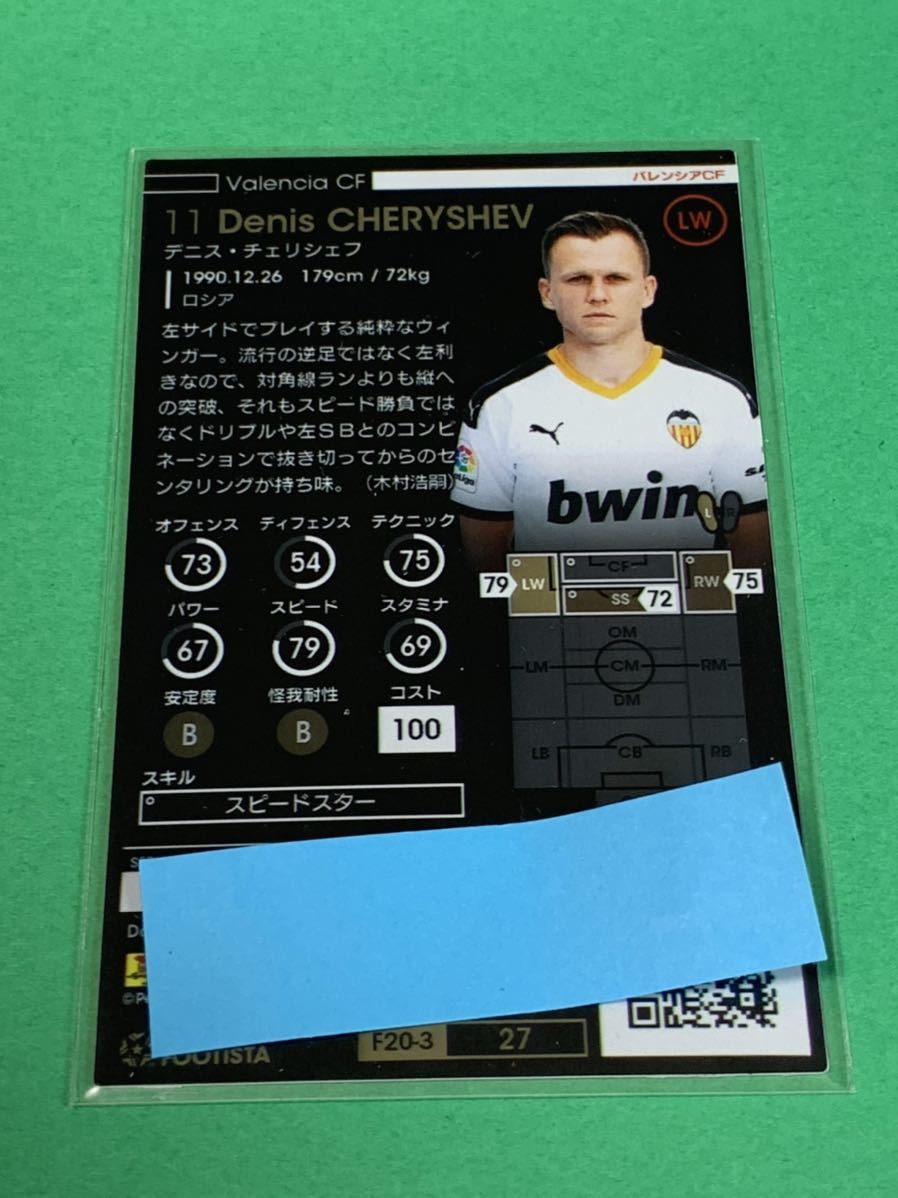 Valencia CF
バレンシアCF
11 Denis CHERYSHEV
LW
デニス・チェリシェフ
1990.12.26 179cm / 72kg
ロシア
左サイドでプレイする純粋なウィ
ンガー。流行の逆足ではなく左利
きなので、対角線ランよりも縦へ
の突破、それもスピード勝負では
なくドリブルや左SBとのコンビ
ネーションで抜き切ってからのセ
ンタリングが持ち味。（木村浩嗣）
bwin
L R
オフェンス ディフェンス テクニック
73 54 75
パワー スピード スタミナ
67 79 69
安定度 怪我耐性 コスト
B B 100
79 LW CF RW 75
SS 72
OM
LM CM RM
DM
LB CB RB
スキル
スピードスター
FOOTISTA
F20-3 27